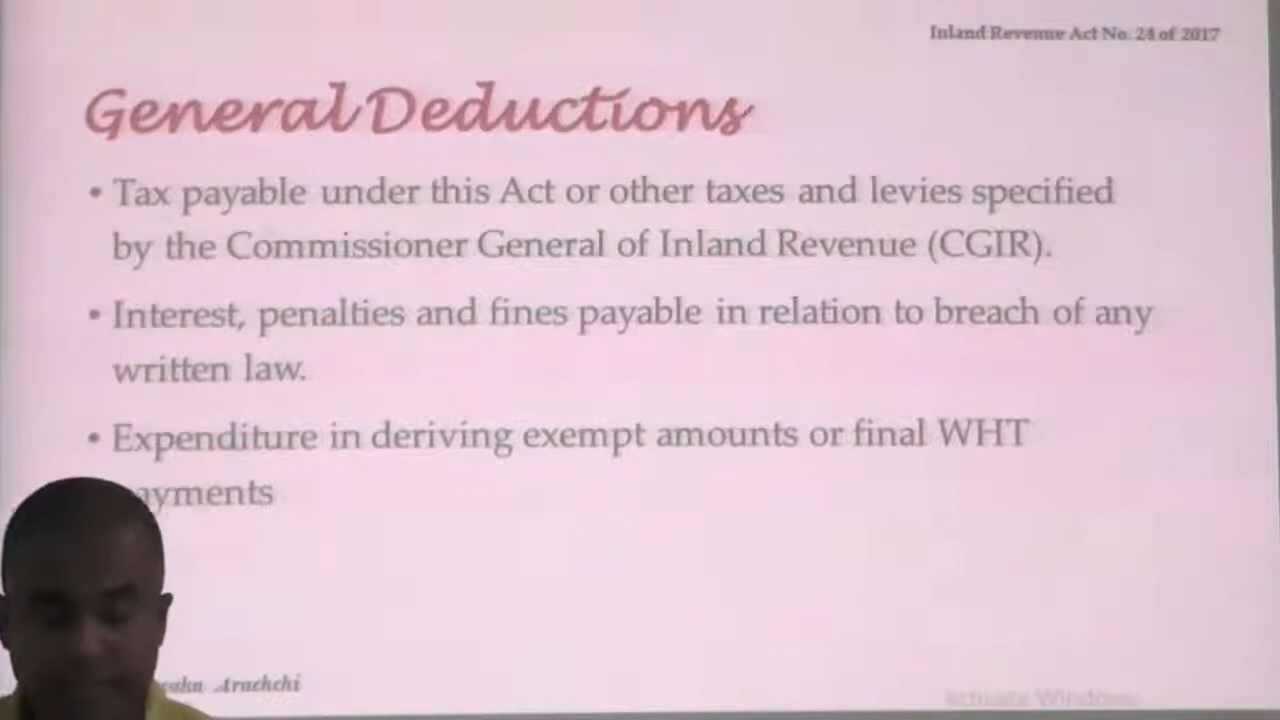 Inland Revenue Act No. 24 of 2017
General Deductions
• Tax payable under this Act or other taxes and levies specified
by the Commissioner General of Inland Revenue (CGIR).
• Interest, penalties and fines payable in relation to breach of any
written law.
• Expenditure in deriving exempt amounts or final WHT
ayments
Arachchi
Activate Windows